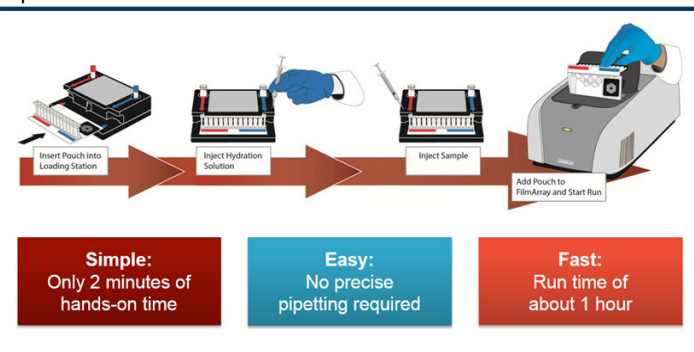 Insert Pouch into
Loading Station
Inject Hydration
Solution
Inject Sample
Add Pouch to
FilmArray and Start Run
Simple:
Only 2 minutes of
hands-on time
Easy:
No precise
pipetting required
Fast:
Run time of
about 1 hour